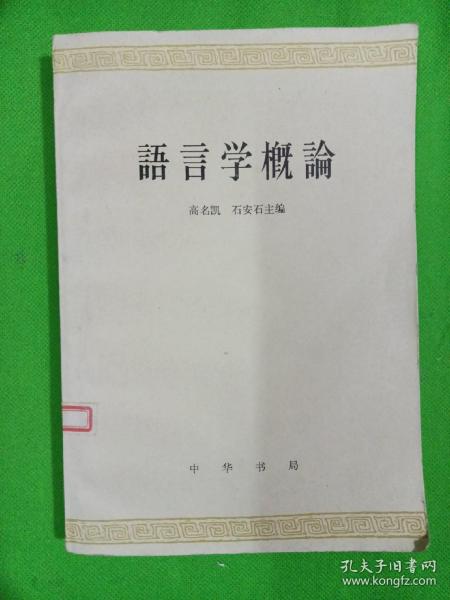 語言学概論
高名凯 石安石主编
中华书局
孔夫子旧书网
www.kongfz.com